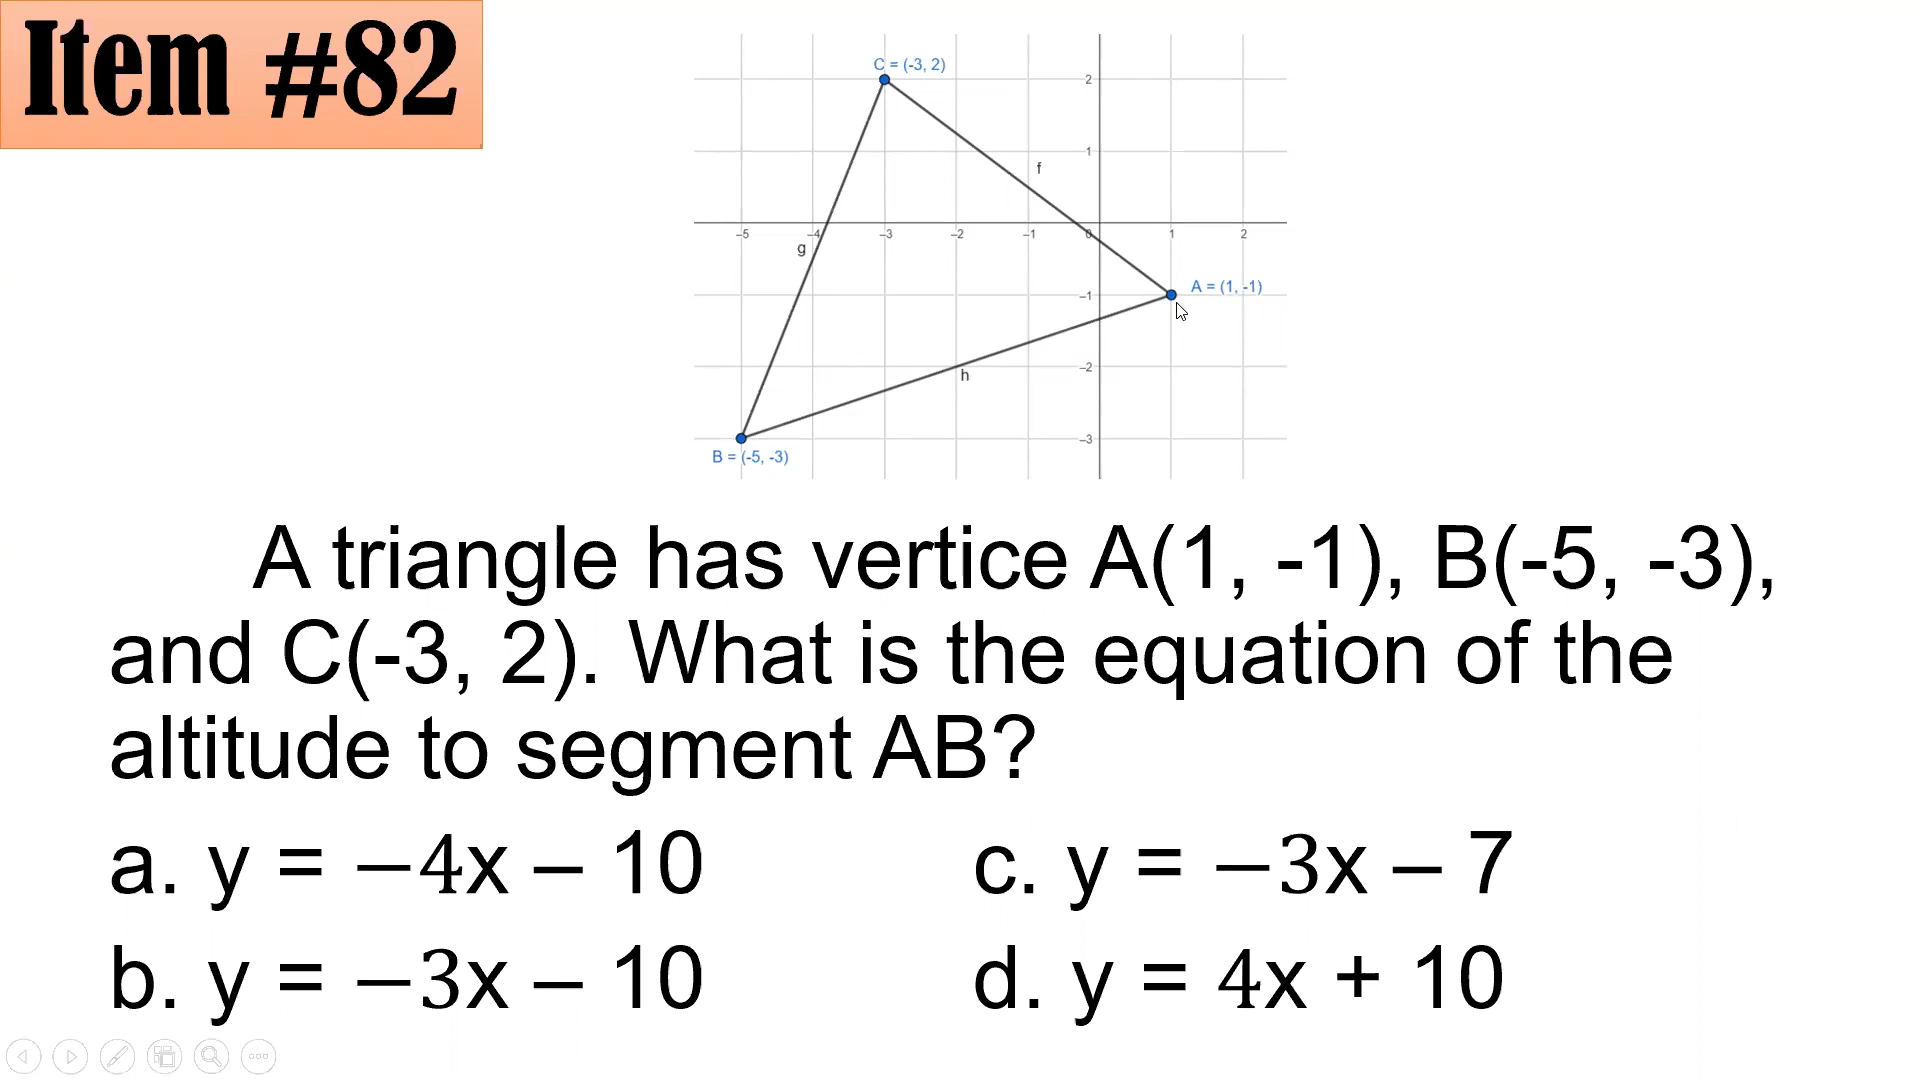 Item #82
C = (-3, 2)
2
1
f
-5 -4 -3 -2 -1 0 1 2
g
A = (1, -1)
-1
-2
h
-3
B = (-5, -3)
A triangle has vertice A(1, -1), B(-5, -3),
and C(-3, 2). What is the equation of the
altitude to segment AB?
a. y = −4x – 10
c. y = −3x – 7
b. y = −3x – 10
d. y = 4x + 10